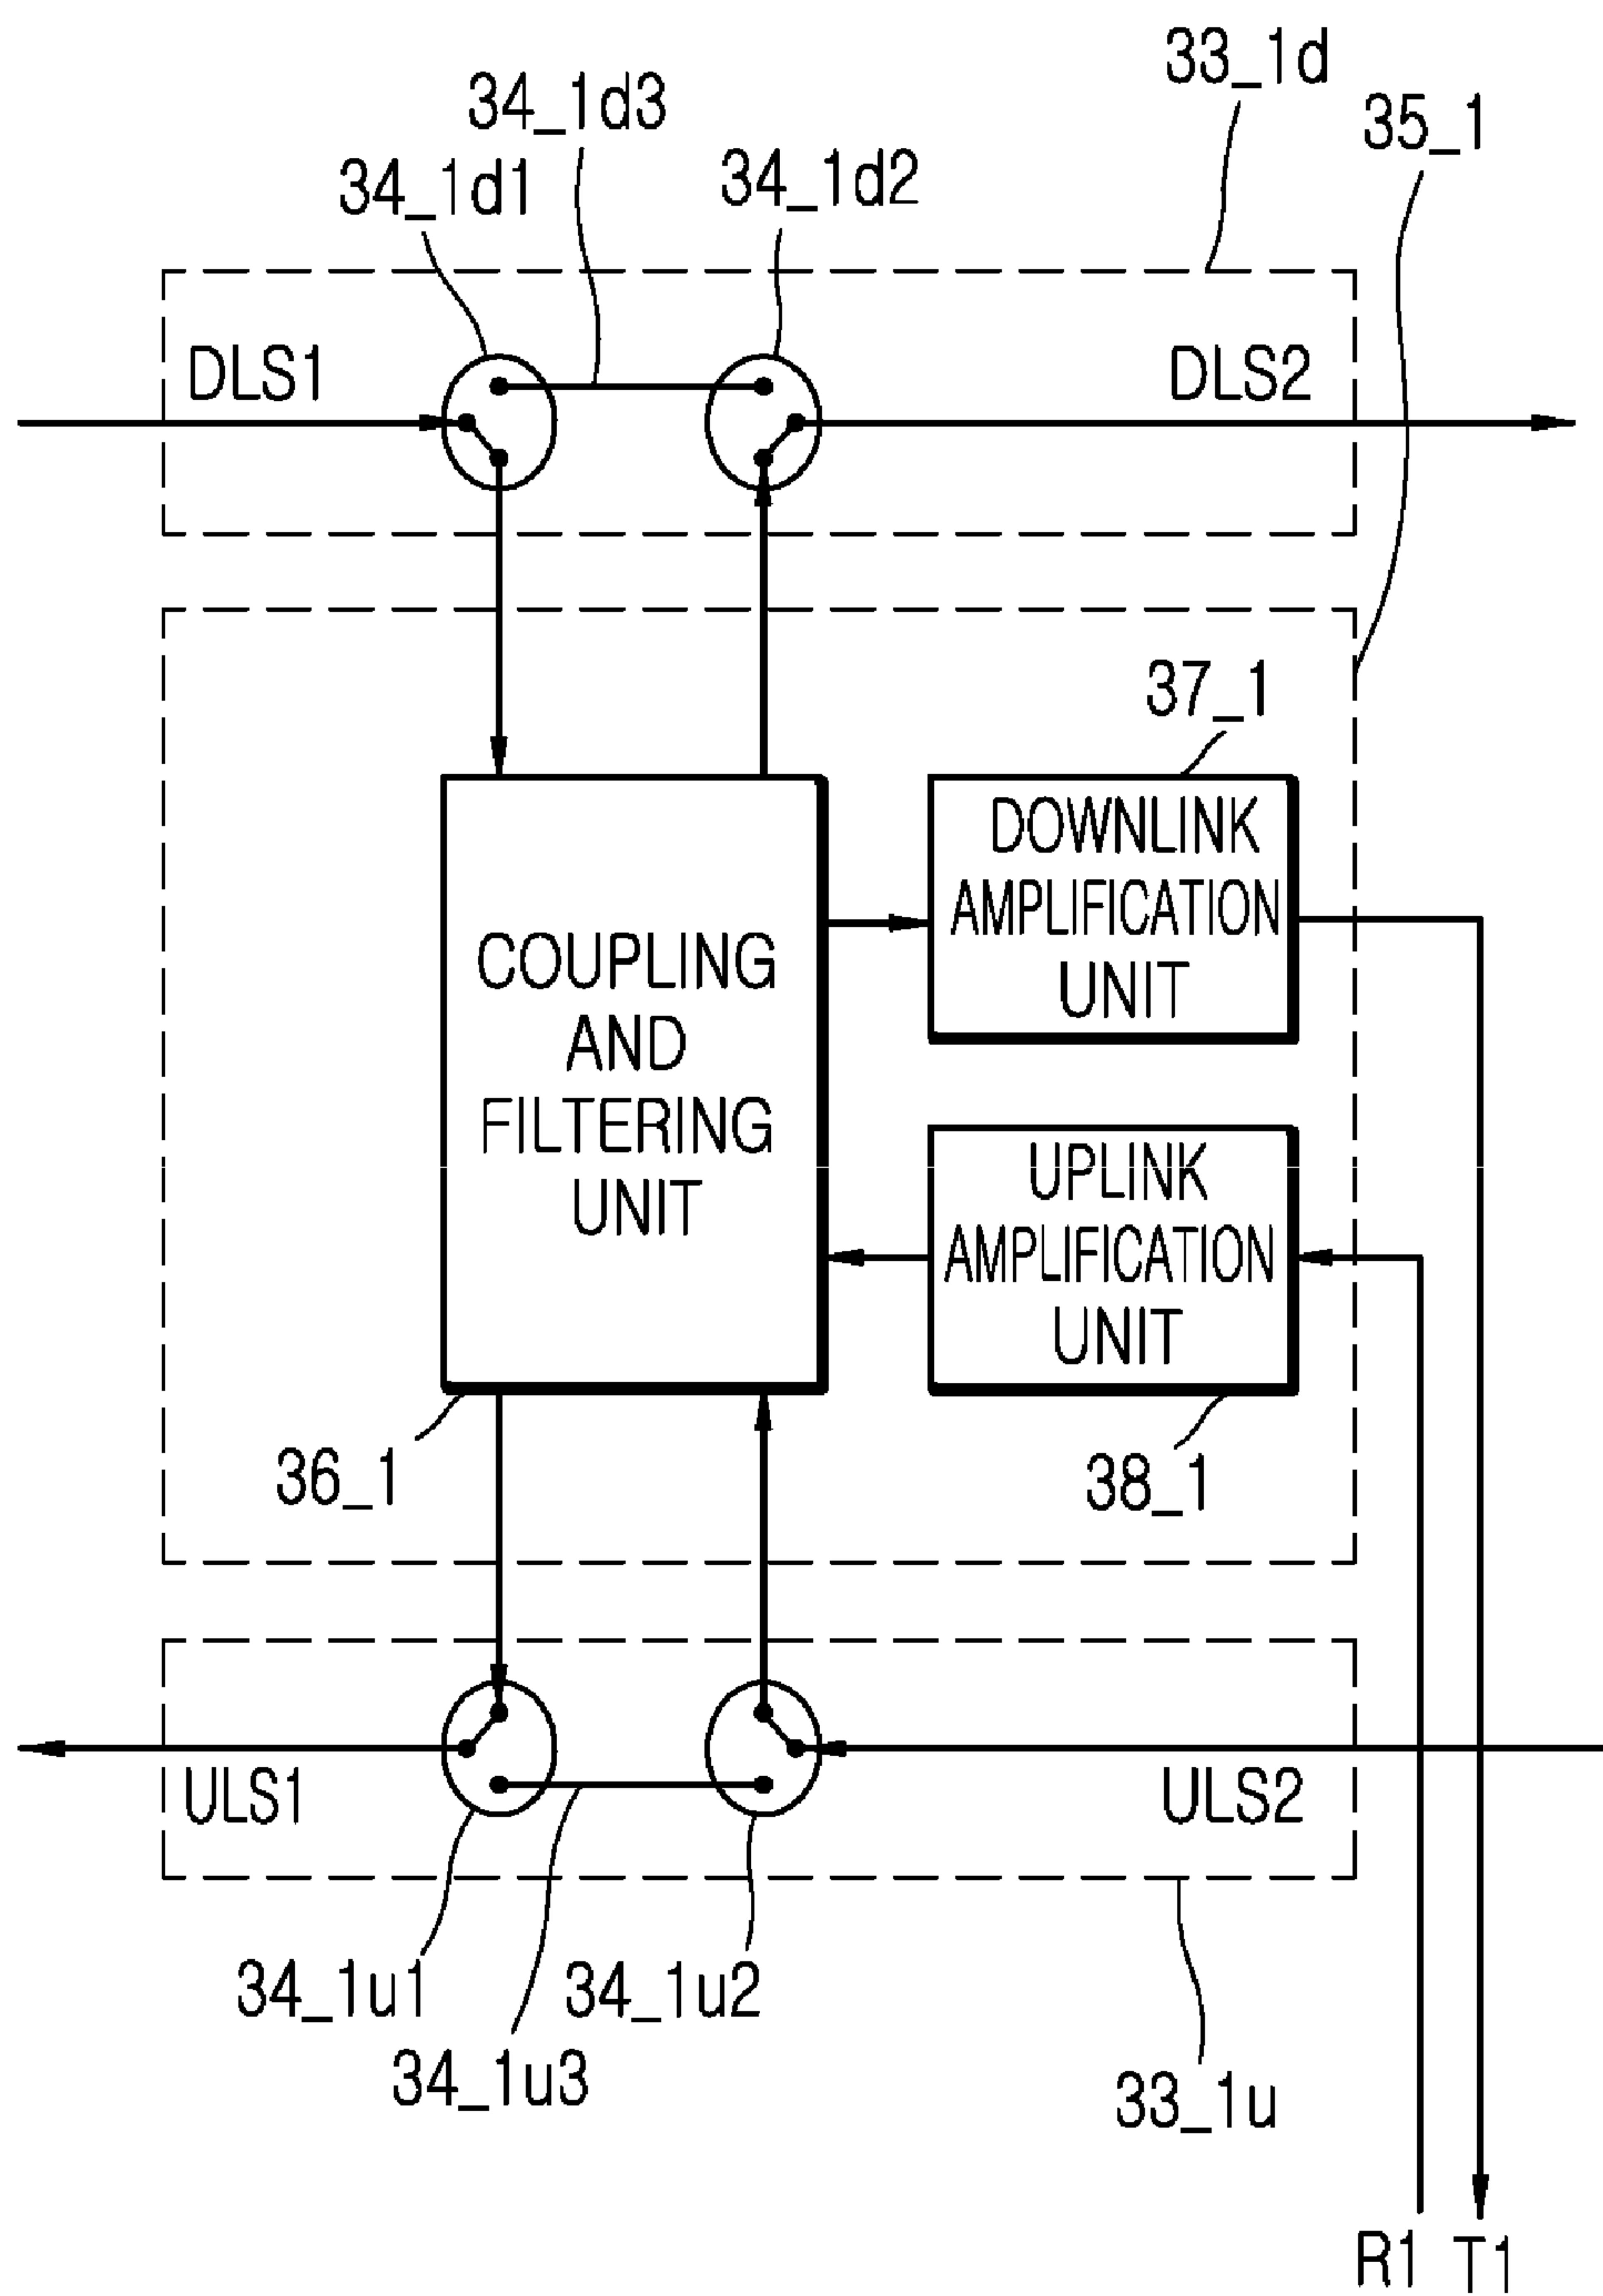 33_1d
34_1d3
35_1
34_1d1
34_1d2
DLS1
DLS2
37_1
DOWNLINK
AMPLIFICATION
UNIT
COUPLING
AND
FILTERING
UNIT
UPLINK
AMPLIFICATION
UNIT
36_1
38_1
ULS1
ULS2
34_1u1
34_1u2
34_1u3
33_1u
R1
T1